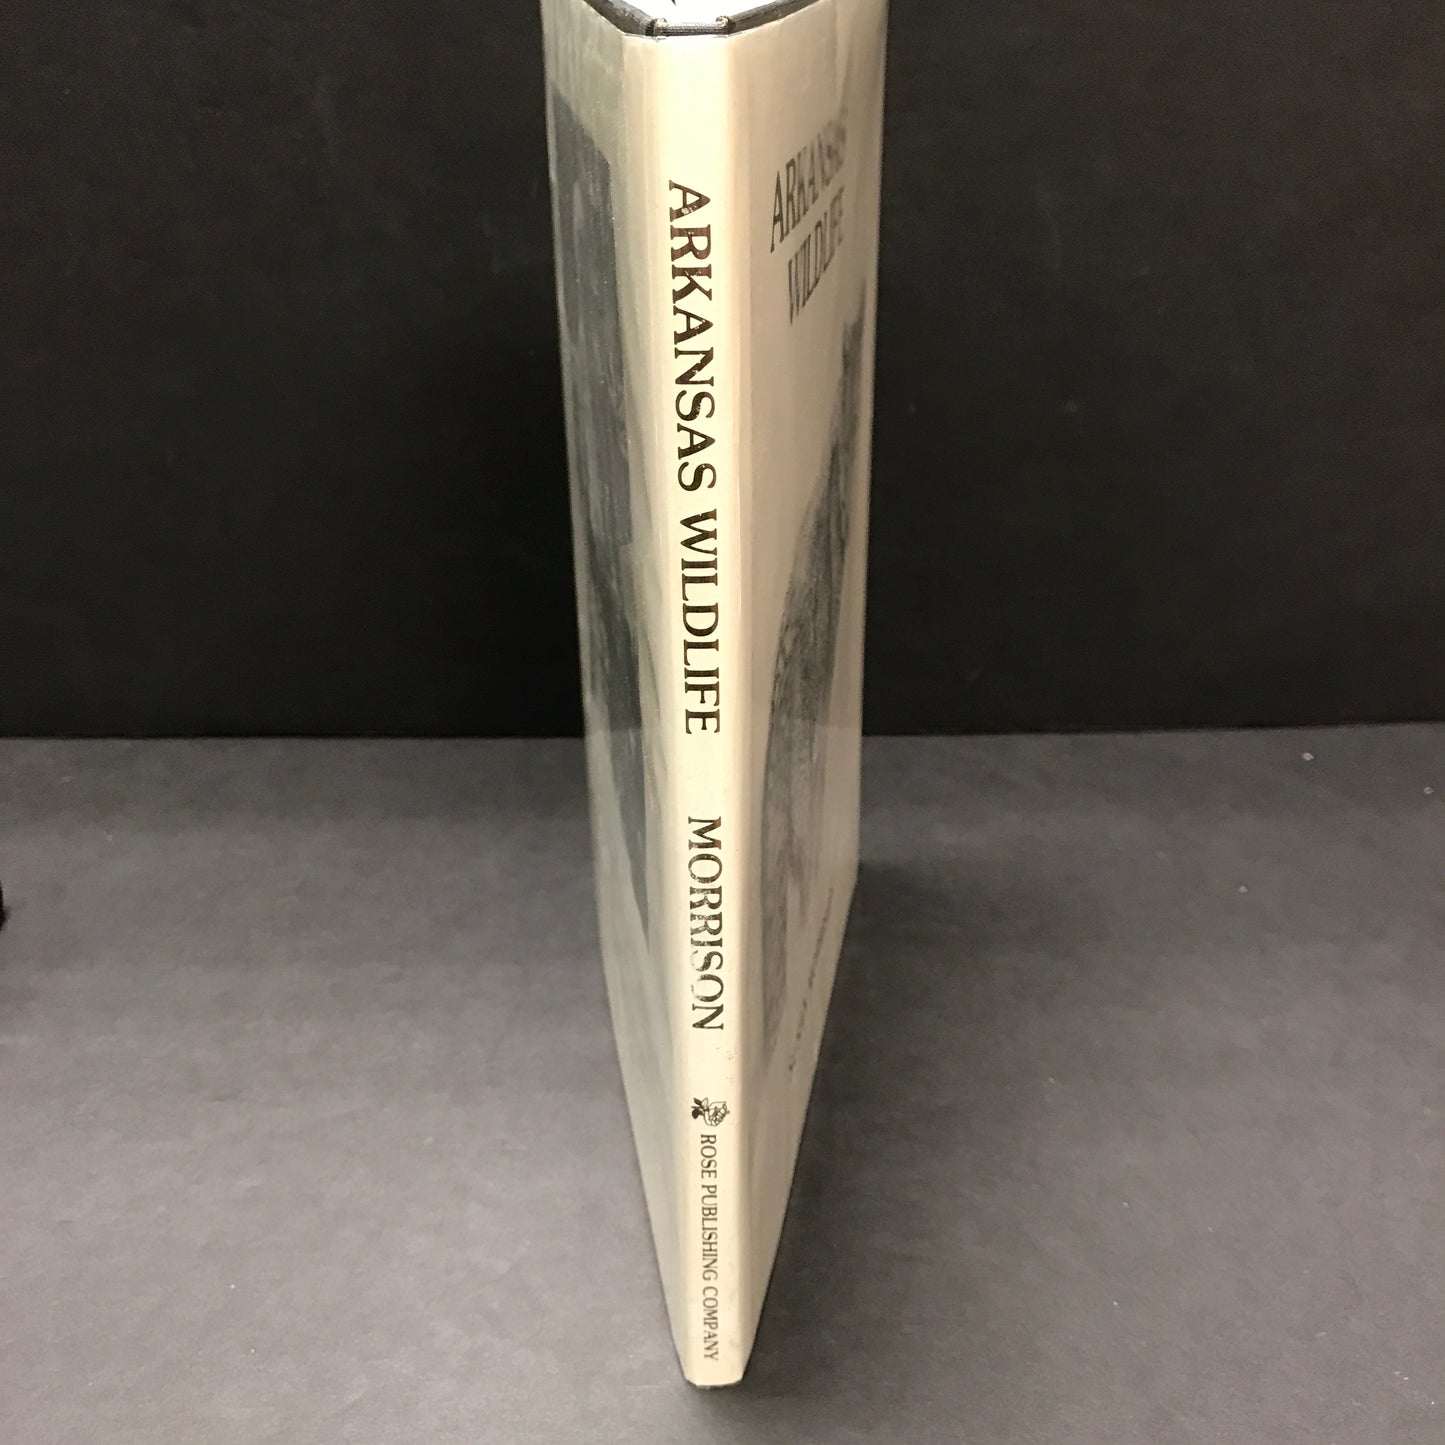 ARKANSAS WILDLIFE
MORRISON
ROSE PUBLISHING COMPANY
ARKANSAS
WILDLIFE